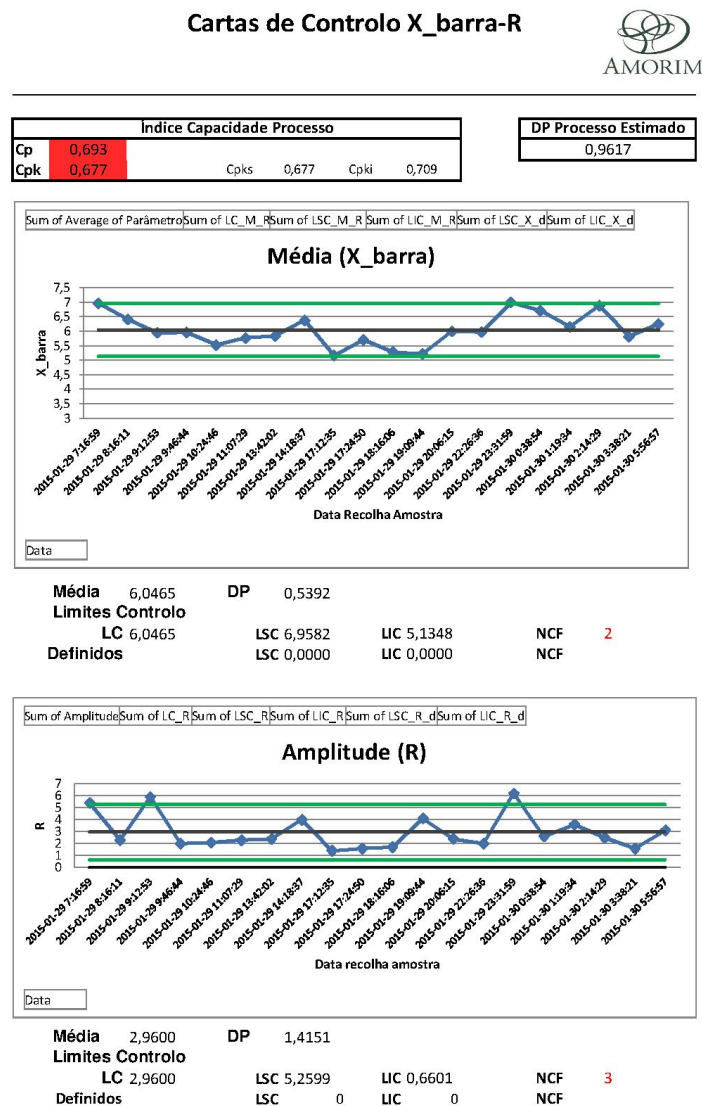 Cartas de Controlo X_barra-R
AMORIM
Índice Capacidade Processo
Cp 0,693
Cpk 0,677 Cpks 0,677 Cpki 0,709
DP Processo Estimado
0,9617
Sum of Average of Parâmetro Sum of LC_M_R Sum of LSC_M_R Sum of LIC_M_R Sum of LSC_X_d Sum of LIC_X_d
Média (X_barra)
7,5
7
6,5
6
5,5
5
4,5
4
3,5
3
X_barra
2015-01-29 7:16:59
2015-01-29 8:16:11
2015-01-29 9:12:53
2015-01-29 9:46:44
2015-01-29 10:24:46
2015-01-29 11:07:29
2015-01-29 13:42:02
2015-01-29 14:18:37
2015-01-29 17:12:35
2015-01-29 17:24:50
2015-01-29 18:16:06
2015-01-29 19:09:44
2015-01-29 20:06:15
2015-01-29 22:26:36
2015-01-29 23:31:59
2015-01-30 0:38:54
2015-01-30 1:19:34
2015-01-30 2:14:29
2015-01-30 3:38:21
2015-01-30 5:56:57
Data Recolha Amostra
Data
Média 6,0465 DP 0,5392
Limites Controlo
LC 6,0465 LSC 6,9582 LIC 5,1348 NCF 2
Definidos LSC 0,0000 LIC 0,0000 NCF
Sum of Amplitude Sum of LC_R Sum of LSC_R Sum of LIC_R Sum of LSC_R_d Sum of LIC_R_d
Amplitude (R)
7
6
5
4
3
2
1
0
R
2015-01-29 7:16:59
2015-01-29 8:16:11
2015-01-29 9:12:53
2015-01-29 9:46:44
2015-01-29 10:24:46
2015-01-29 11:07:29
2015-01-29 13:42:02
2015-01-29 14:18:37
2015-01-29 17:12:35
2015-01-29 17:24:50
2015-01-29 18:16:06
2015-01-29 19:09:44
2015-01-29 20:06:15
2015-01-29 22:26:36
2015-01-29 23:31:59
2015-01-30 0:38:54
2015-01-30 1:19:34
2015-01-30 2:14:29
2015-01-30 3:38:21
2015-01-30 5:56:57
Data recolha amostra
Data
Média 2,9600 DP 1,4151
Limites Controlo
LC 2,9600 LSC 5,2599 LIC 0,6601 NCF 3
Definidos LSC 0 LIC 0 NCF